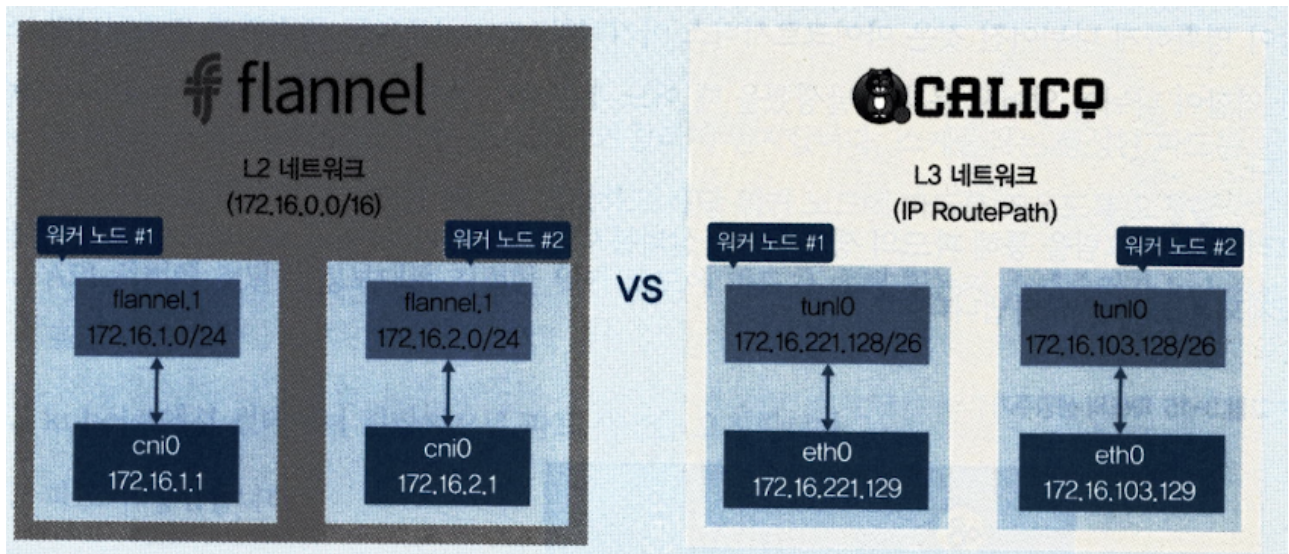 flannel
L2 네트워크
(172.16.0.0/16)
워커 노드 #1
flannel.1
172.16.1.0/24
cni0
172.16.1.1
워커 노드 #2
flannel.1
172.16.2.0/24
cni0
172.16.2.1
VS
CALICO
L3 네트워크
(IP RoutePath)
워커 노드 #1
tunl0
172.16.221.128/26
eth0
172.16.221.129
워커 노드 #2
tunl0
172.16.103.128/26
eth0
172.16.103.129